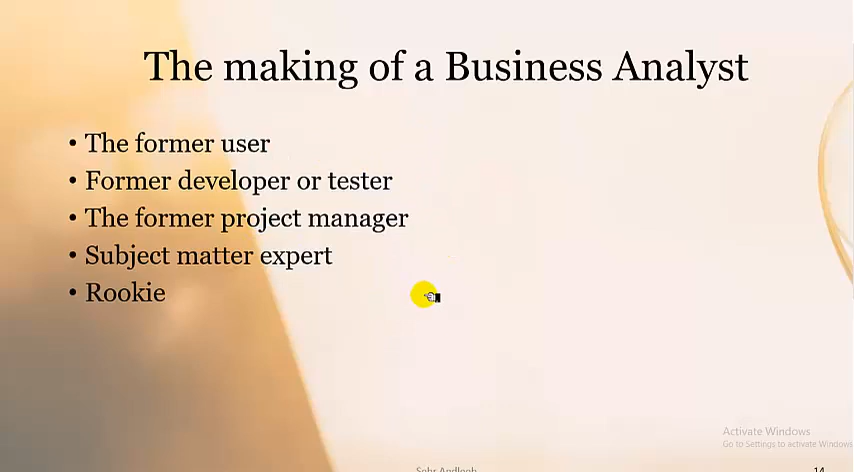 The making of a Business Analyst
• The former user
• Former developer or tester
• The former project manager
• Subject matter expert
• Rookie
Activate Windows
Go to Settings to activate Windows